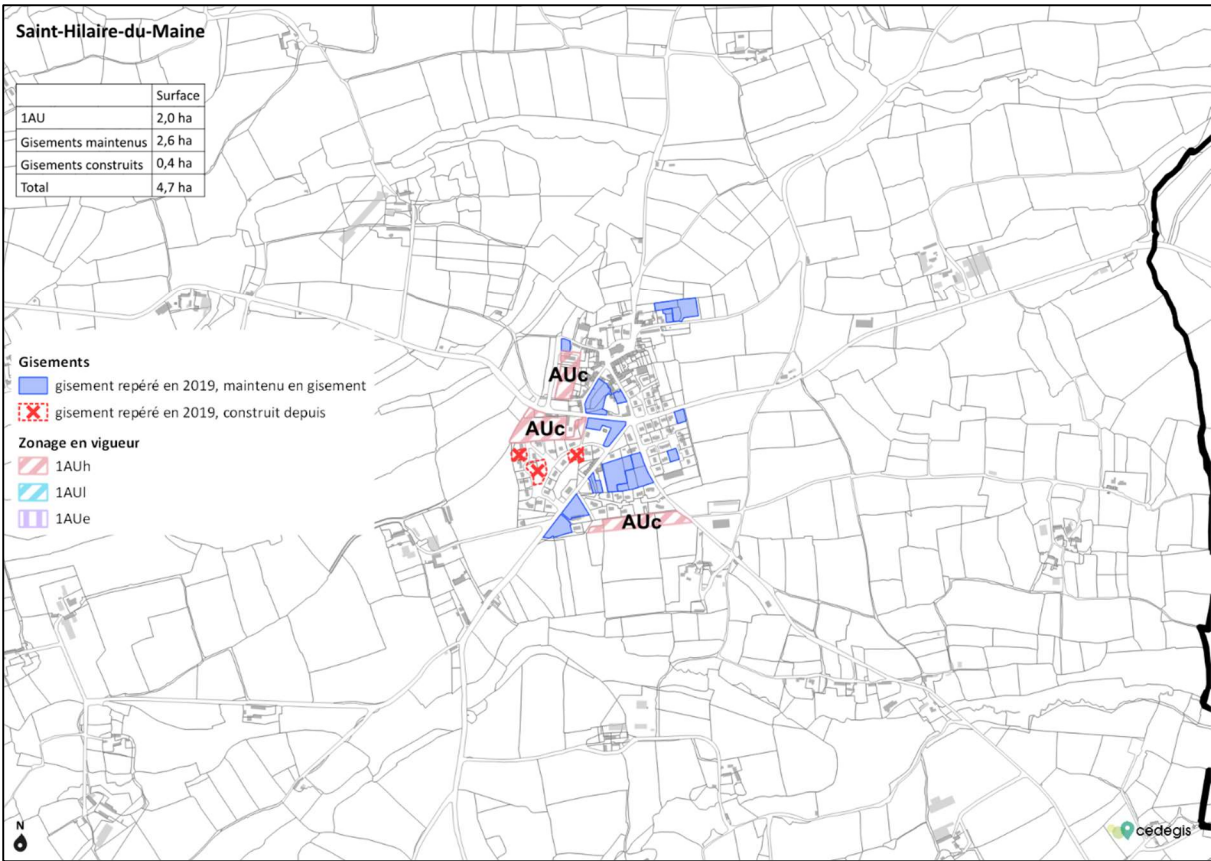 Saint-Hilaire-du-Maine
Surface
1AU 2,0 ha
Gisements maintenus 2,6 ha
Gisements construits 0,4 ha
Total 4,7 ha
Gisements
gisement repéré en 2019, maintenu en gisement
gisement repéré en 2019, construit depuis
Zonage en vigueur
1AUh
1AUl
1AUe
AUc
AUc
AUc
N
cedegis